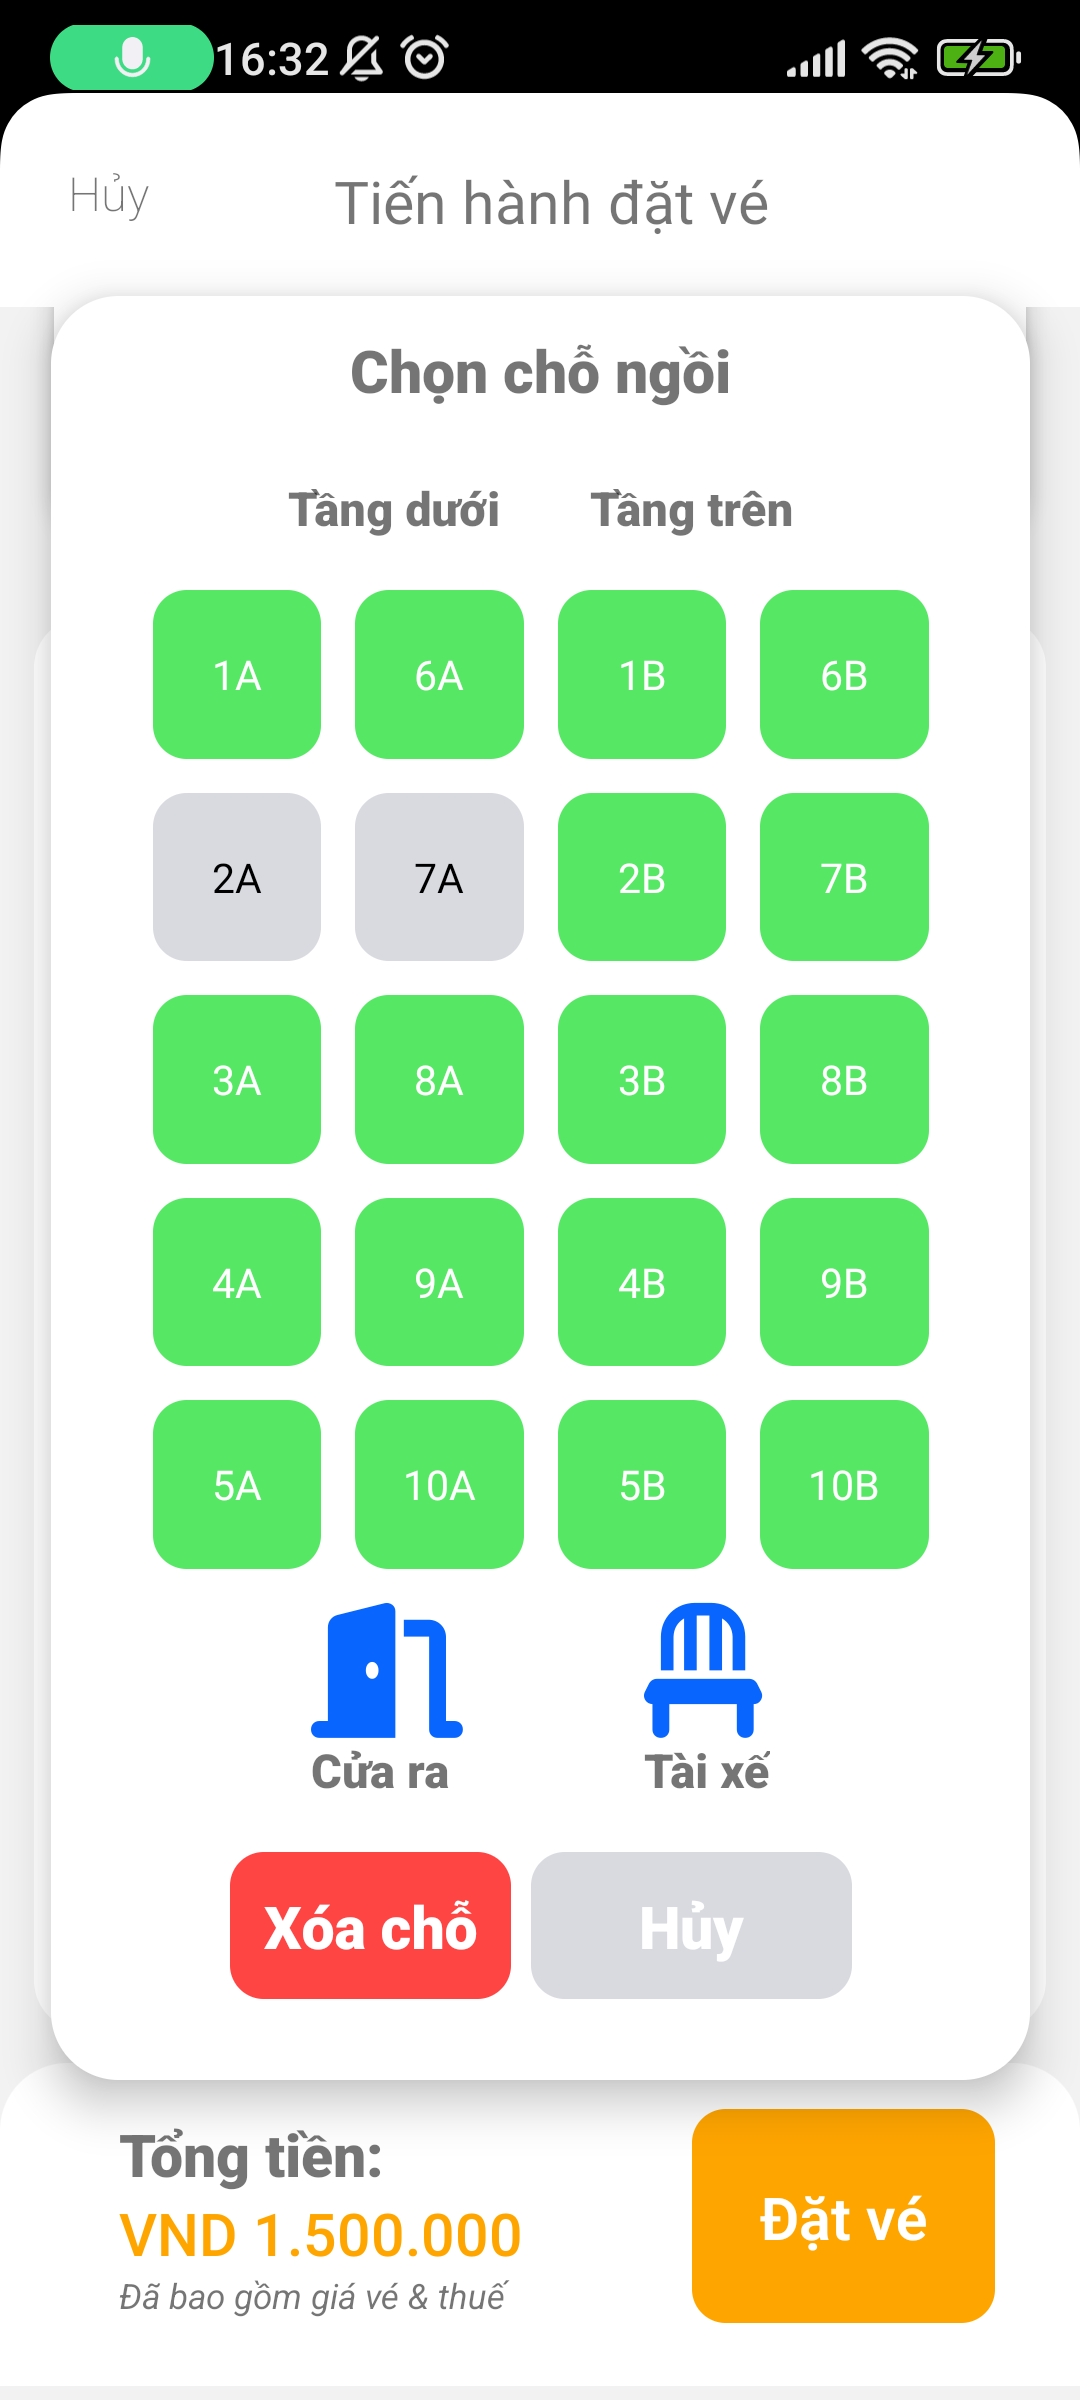 16:32
Hủy
Tiến hành đặt vé
Chọn chỗ ngồi
Tầng dưới Tầng trên
1A 6A 1B 6B
2A 7A 2B 7B
3A 8A 3B 8B
4A 9A 4B 9B
5A 10A 5B 10B
Cửa ra Tài xế
Xóa chỗ Hủy
Tổng tiền:
VND 1.500.000
Đã bao gồm giá vé & thuế
Đặt vé